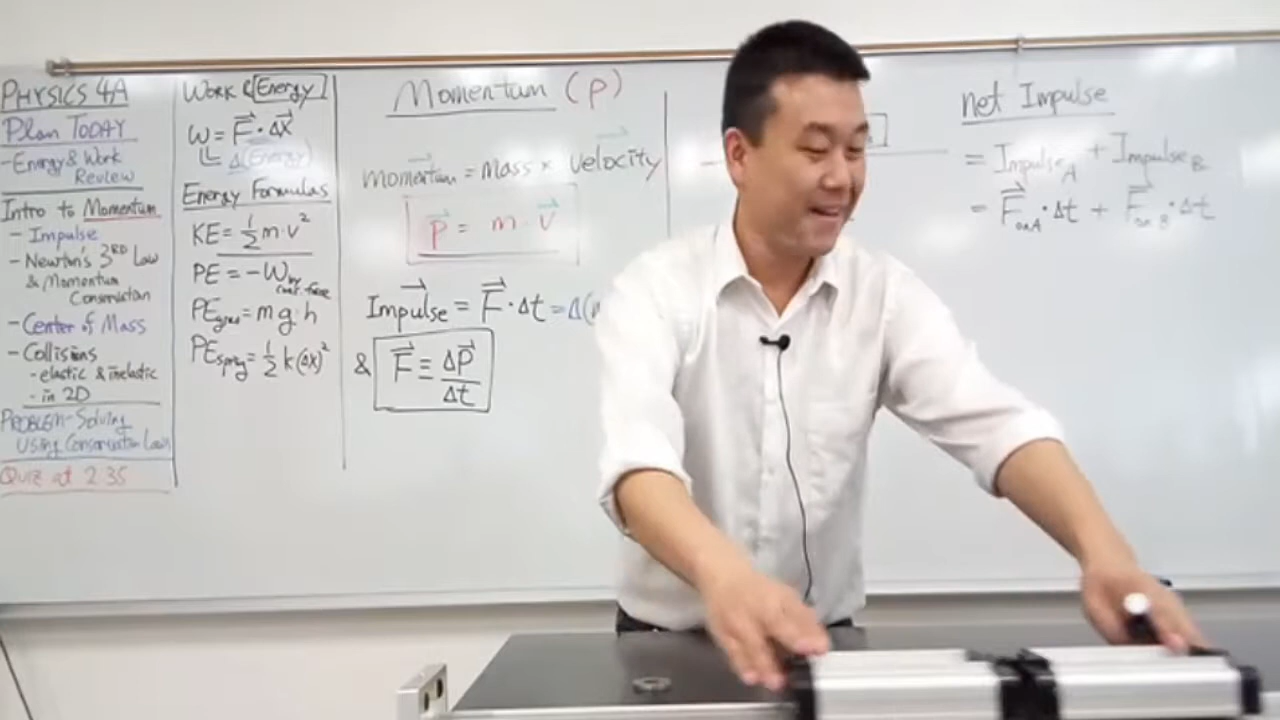 PHYSICS 4A
Plan TODAY
- Energy & Work
Review
Intro to Momentum
- Impulse
- Newton's 3RD Law
& Momentum
Conservation
- Center of Mass
- Collisions
- elastic & inelastic
- in 2D
PROBLEM-Solving
using Conservation Laws
Quiz at 2:35
WORK & Energy
W = F⃗ · Δx⃗
Δ(Energy)
Energy Formulas
KE = ½ m·v²
PE = -W by
PEgrav = m g h
PEspring = ½ k (Δx)²
Momentum (p)
momentum = mass × velocity
p⃗ = m · v⃗
Impulse = F⃗ · Δt = Δ(m
& F⃗ ≡ Δp⃗/Δt
net Impulse
= Impulse A + Impulse B
= F⃗ on A · Δt + F⃗ on B · Δt